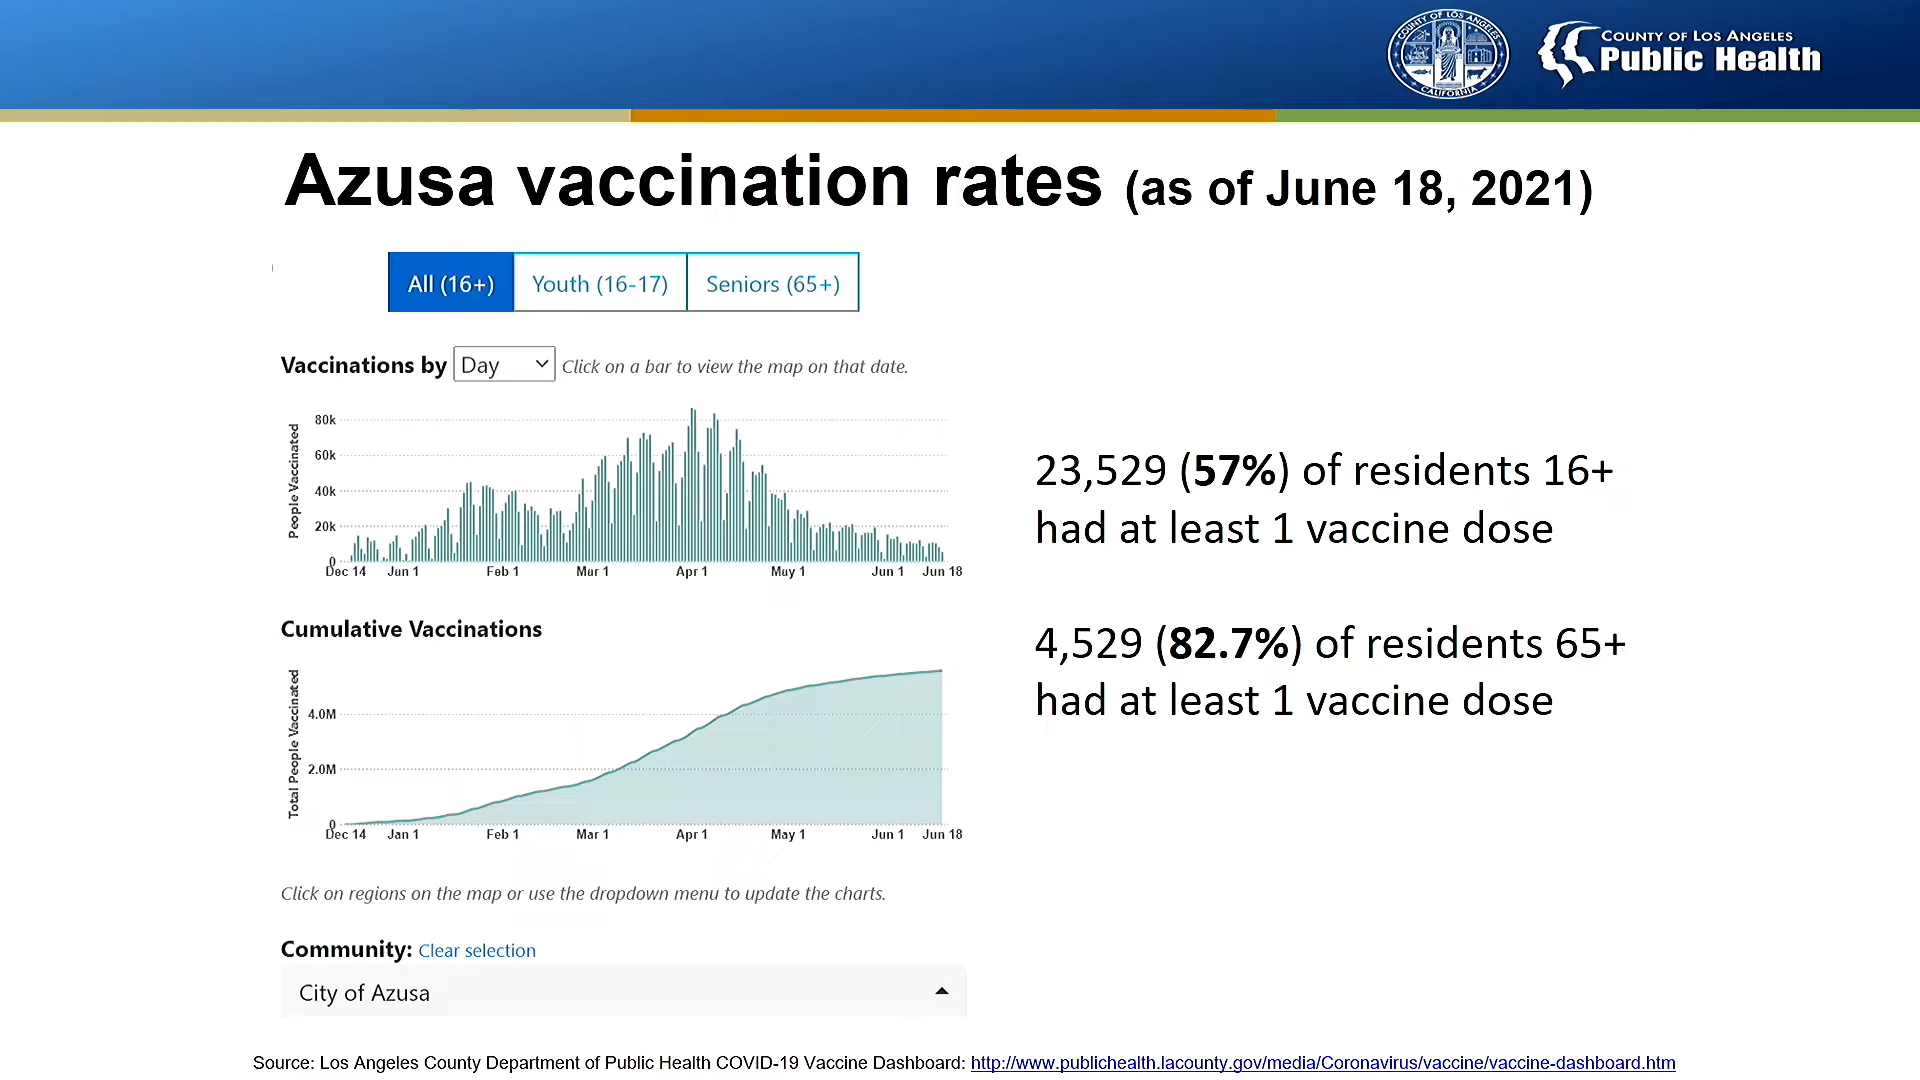 COUNTY OF LOS ANGELES
CALIFORNIA
COUNTY OF LOS ANGELES
Public Health
Azusa vaccination rates (as of June 18, 2021)
All (16+) Youth (16-17) Seniors (65+)
Vaccinations by Day Click on a bar to view the map on that date.
People Vaccinated
80k
60k
40k
20k
0
Dec 14 Jan 1 Feb 1 Mar 1 Apr 1 May 1 Jun 1 Jun 18
23,529 (57%) of residents 16+
had at least 1 vaccine dose
Cumulative Vaccinations
Total People Vaccinated
4.0M
2.0M
0
Dec 14 Jan 1 Feb 1 Mar 1 Apr 1 May 1 Jun 1 Jun 18
4,529 (82.7%) of residents 65+
had at least 1 vaccine dose
Click on regions on the map or use the dropdown menu to update the charts.
Community: Clear selection
City of Azusa
Source: Los Angeles County Department of Public Health COVID-19 Vaccine Dashboard: http://www.publichealth.lacounty.gov/media/Coronavirus/vaccine/vaccine-dashboard.htm